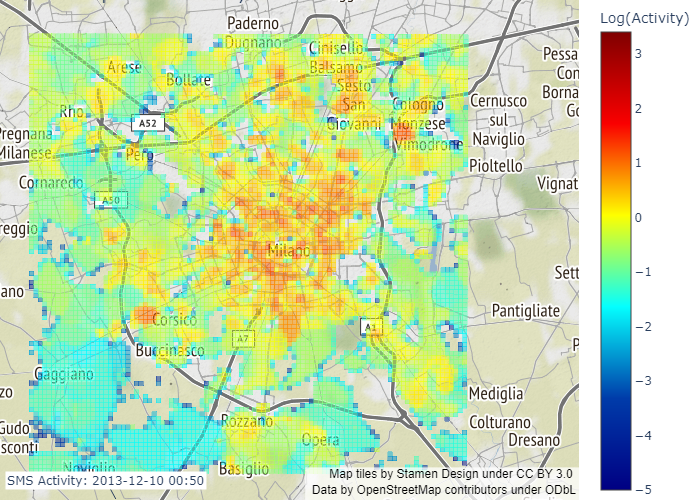 Log(Activity)
Paderno
Dugnano
Cinisello
Balsamo
Arese
Bollate
Sesto
San
Giovanni
Cologno
Monzese
Vimodrone
Cernusco
sul
Naviglio
Pioltello
Rho
A52
Pero
Pregnana
Milanese
Cornaredo
A50
Vignat
reggio
Milano
Sett
ano
Corsico
A1
Pantigliate
A7
Buccinasco
Gaggiano
Mediglia
Rozzano
Opera
Colturano
Dresano
Gudo
sconti
Noviglio
Basiglio
Pessa
Con
Borna
Go
zo
P
SMS Activity: 2013-12-10 00:50
Map tiles by Stamen Design under CC BY 3.0
Data by OpenStreetMap contributors under ODbL
3
2
1
0
−1
−2
−3
−4
−5